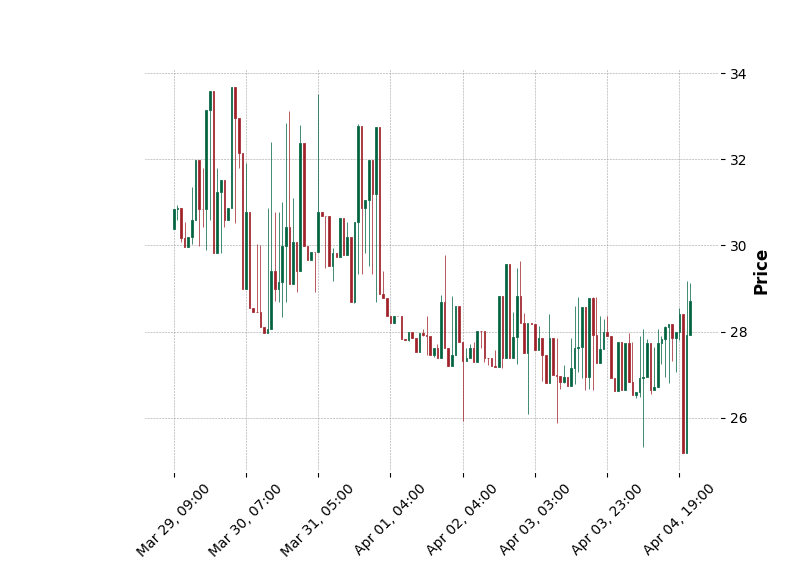 34
32
30
28
26
Price
Mar 29, 09:00
Mar 30, 07:00
Mar 31, 05:00
Apr 01, 04:00
Apr 02, 04:00
Apr 03, 03:00
Apr 03, 23:00
Apr 04, 19:00